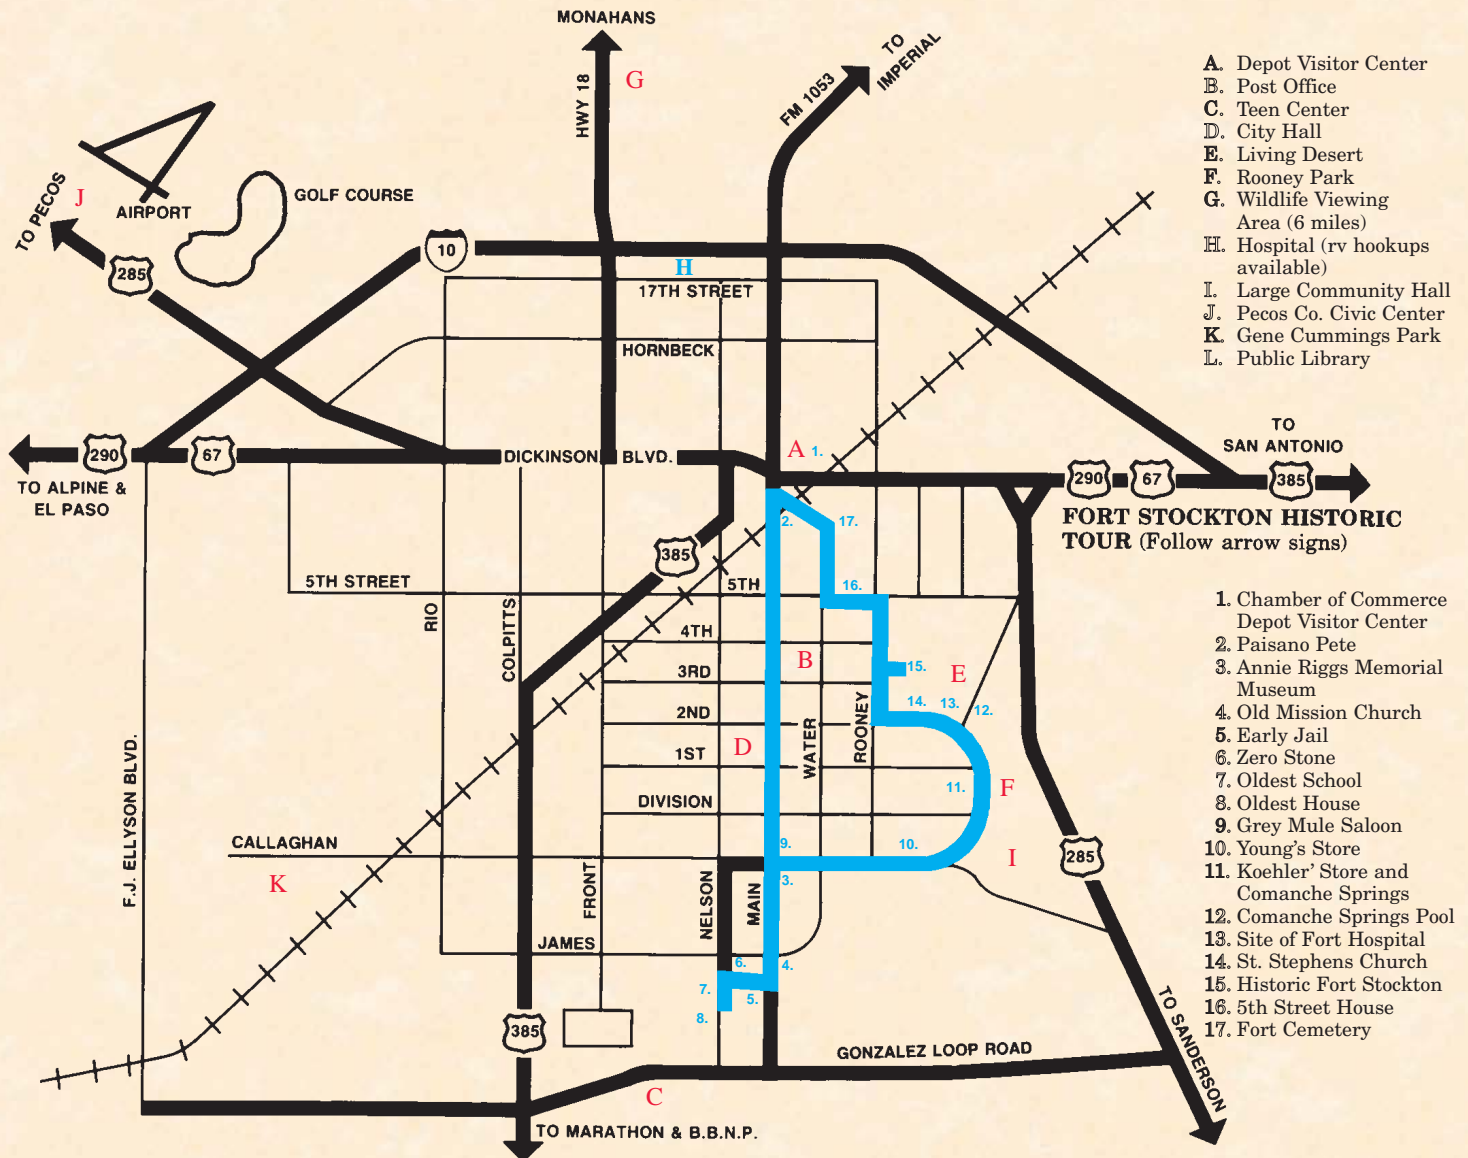 MONAHANS
HWY 18
G
FM 1053
TO
IMPERIAL
TO PECOS
J
AIRPORT
GOLF COURSE
285
10
H
17TH STREET
HORNBECK
290
67
DICKINSON BLVD.
A 1.
TO ALPINE &
EL PASO
TO
SAN ANTONIO
290
67
385
385
2.
17.
5TH STREET
5TH
16.
RIO
COLPITTS
4TH
B
3RD
15.
E
2ND
14.
13.
12.
WATER
ROONEY
D
1ST
F.J. ELLYSON BLVD.
DIVISION
11.
F
CALLAGHAN
K
9.
10.
I
285
3.
FRONT
NELSON
MAIN
JAMES
6.
4.
7.
5.
8.
385
GONZALEZ LOOP ROAD
C
TO SANDERSON
TO MARATHON & B.B.N.P.
A. Depot Visitor Center
B. Post Office
C. Teen Center
D. City Hall
E. Living Desert
F. Rooney Park
G. Wildlife Viewing
Area (6 miles)
H. Hospital (rv hookups
available)
I. Large Community Hall
J. Pecos Co. Civic Center
K. Gene Cummings Park
L. Public Library
FORT STOCKTON HISTORIC
TOUR (Follow arrow signs)
1. Chamber of Commerce
Depot Visitor Center
2. Paisano Pete
3. Annie Riggs Memorial
Museum
4. Old Mission Church
5. Early Jail
6. Zero Stone
7. Oldest School
8. Oldest House
9. Grey Mule Saloon
10. Young's Store
11. Koehler' Store and
Comanche Springs
12. Comanche Springs Pool
13. Site of Fort Hospital
14. St. Stephens Church
15. Historic Fort Stockton
16. 5th Street House
17. Fort Cemetery